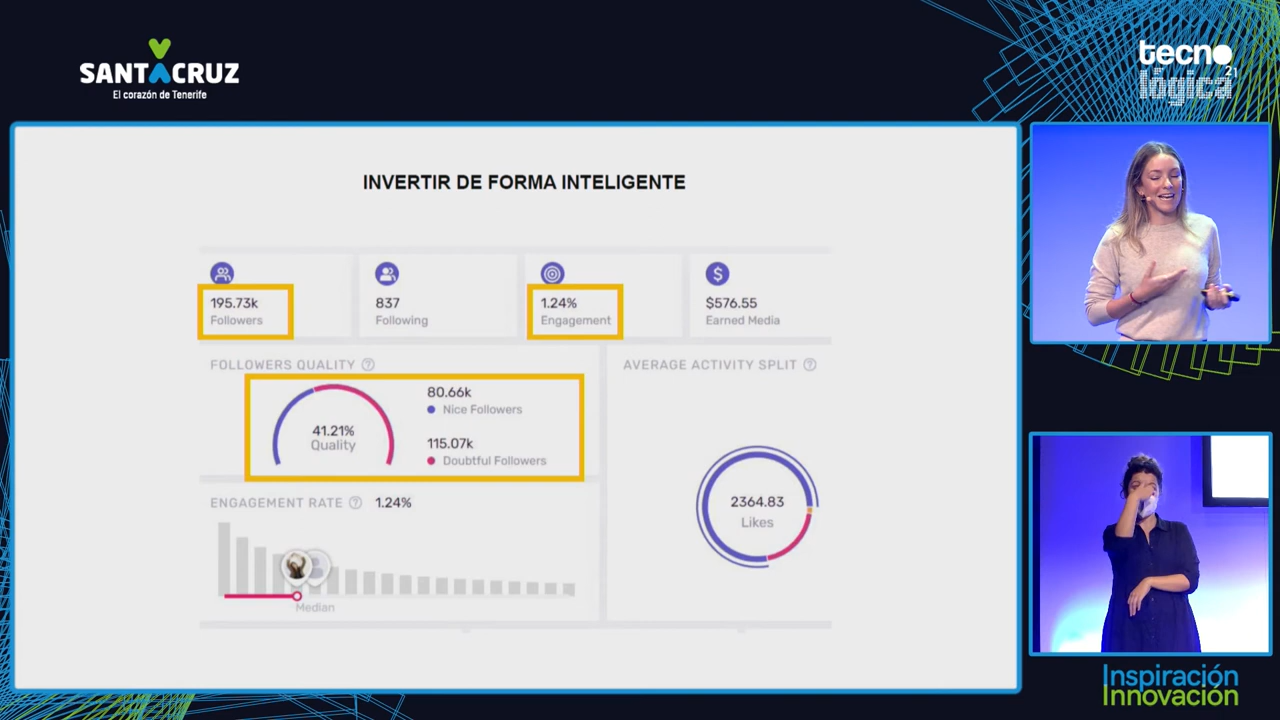 SANTACRUZ
El corazón de Tenerife
tecno
lógica
21
INVERTIR DE FORMA INTELIGENTE
195.73k
Followers
837
Following
1.24%
Engagement
$576.55
Earned Media
FOLLOWERS QUALITY ?
41.21%
Quality
80.66k
Nice Followers
115.07k
Doubtful Followers
AVERAGE ACTIVITY SPLIT ?
2364.83
Likes
ENGAGEMENT RATE ? 1.24%
Median
Inspiración
Innovación